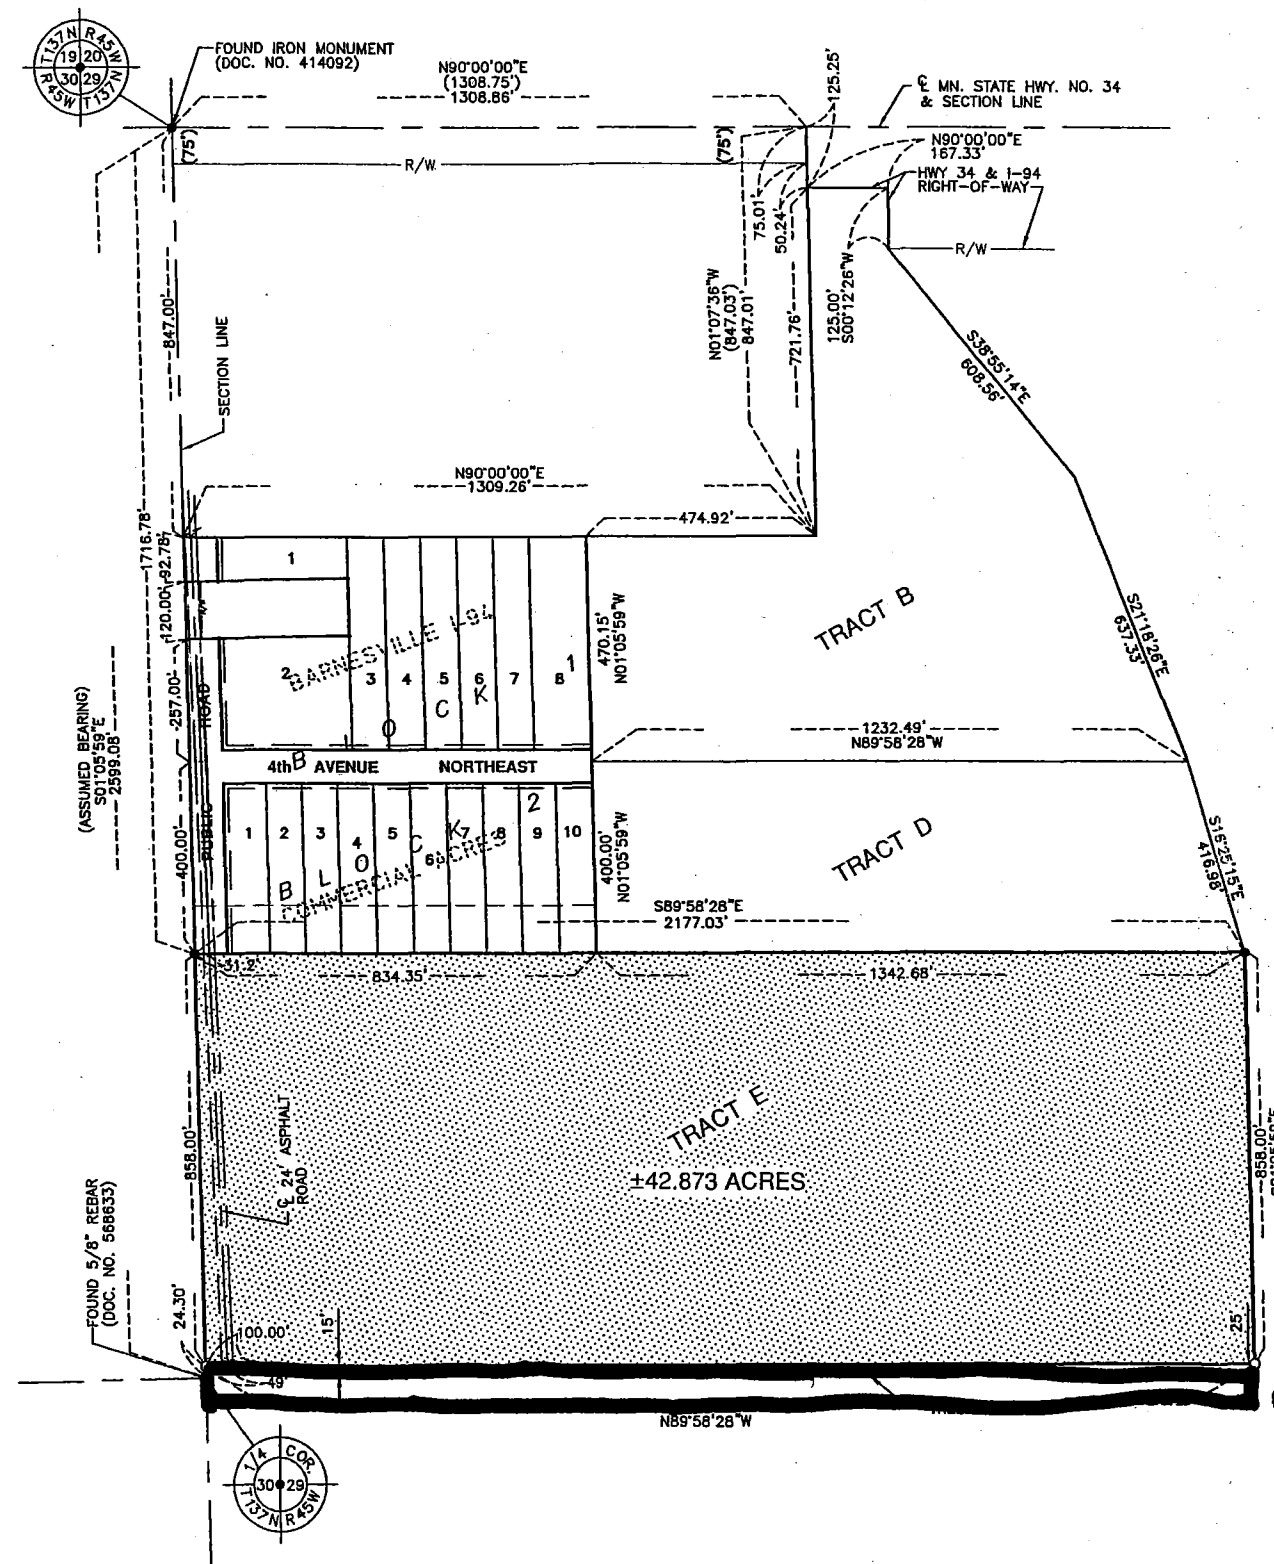 T137N R45W
19 20
30 29
R45W T137N
FOUND IRON MONUMENT
(DOC. NO. 414092)
N90°00'00"E
(1308.75')
1308.86'
125.25'
℄ MN. STATE HWY. NO. 34
& SECTION LINE
(75')
(75')
R/W
N90°00'00"E
167.33'
HWY 34 & I-94
RIGHT-OF-WAY
75.01'
50.24'
R/W
125.00'
S00°12'26"W
N01°07'36"W
(847.03')
847.01'
721.76'
847.00'
SECTION LINE
S38°55'14"E
608.56'
N90°00'00"E
1309.26'
474.92'
1716.78'
92.78'
120.00'
257.00'
1
R/W
BARNESVILLE I-94
2
3
4
5
6
7
8
B L O C K 1
470.15'
N01°05'59"W
TRACT B
S21°18'26"E
637.33'
(ASSUMED BEARING)
S01°05'59"E
2599.08'
PUBLIC ROAD
1232.49'
N89°58'28"W
4th AVENUE NORTHEAST
400.00'
1
2
3
4
5
6
7
8
9
10
B L O C K 2
COMMERCIAL ACRES
400.00'
N01°05'59"W
TRACT D
S16°25'15"E
416.98'
S89°58'28"E
2177.03'
31.2'
834.35'
1342.68'
858.00'
℄ 24' ASPHALT
ROAD
TRACT E
±42.873 ACRES
858.00'
FOUND 5/8" REBAR
(DOC. NO. 568633)
24.30'
100.00'
15'
25'
49'
N89°58'28"W
1/4 COR.
30 29
T137N R45W